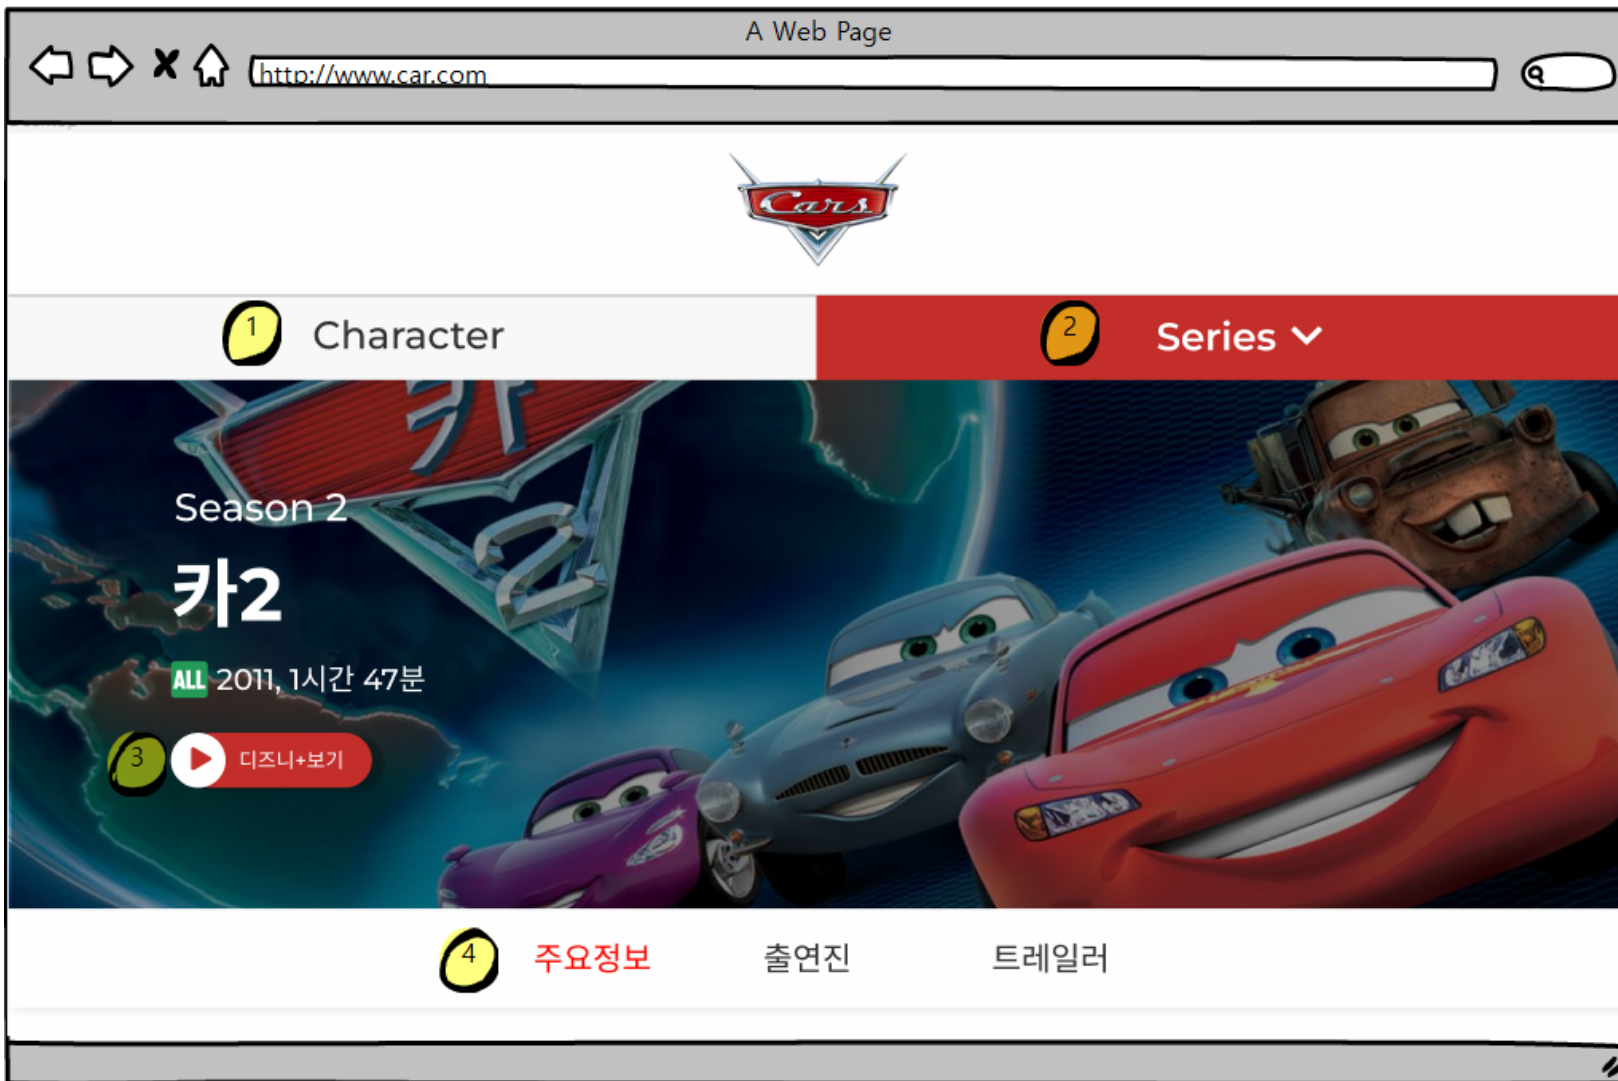 A Web Page
http://www.car.com
Cars
1 Character
2 Series
카
2
Season 2
카2
ALL 2011, 1시간 47분
3 디즈니+보기
4 주요정보 출연진 트레일러